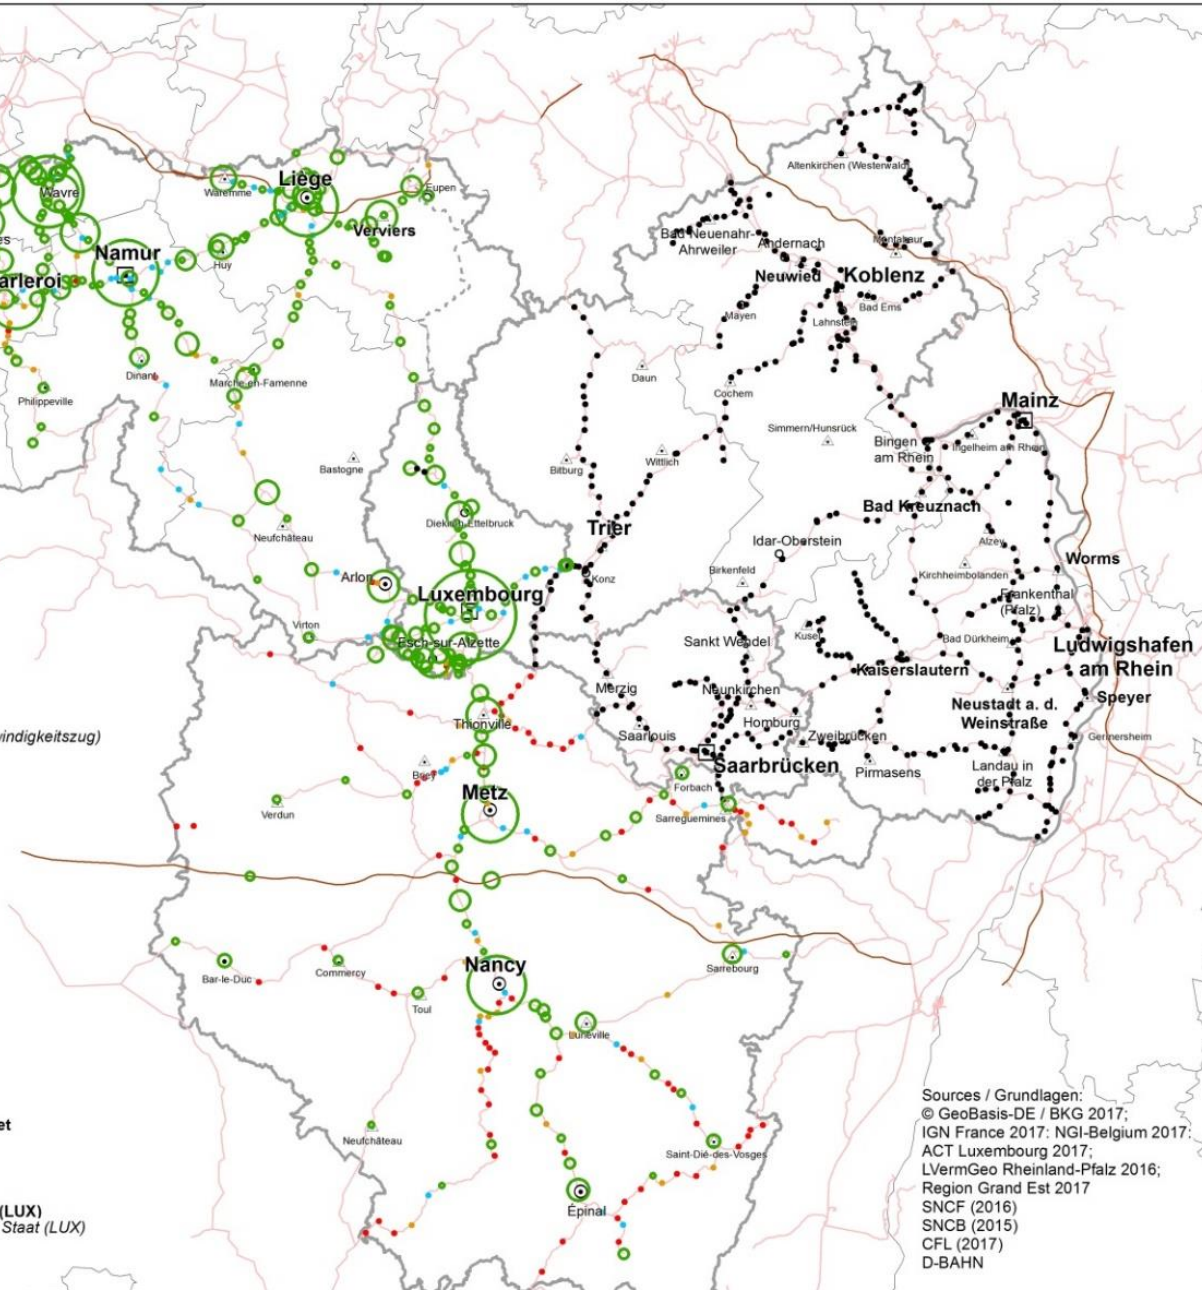 Altenkirchen (Westerwald)
Liège
Eupen
Waremme
Wavre
Verviers
es
Namur
Huy
arleroi
Bad Neuenahr-
Ahrweiler
Andernach
Montabaur
Neuwied
Koblenz
Bad Ems
Mayen
Lahnstein
Dinant
Marche-en-Famenne
Philippeville
Daun
Cochem
Mainz
Simmern/Hunsrück
Bingen
am Rhein
Ingelheim am Rhein
Bastogne
Bitburg
Wittlich
Bad Kreuznach
Diekirch-Ettelbruck
Trier
Neufchâteau
Idar-Oberstein
Alzey
Worms
Arlon
Konz
Birkenfeld
Kirchheimbolanden
Luxembourg
Frankenthal
(Pfalz)
Virton
Esch-sur-Alzette
Sankt Wendel
Kusel
Bad Dürkheim
Ludwigshafen
am Rhein
Kaiserslautern
Merzig
Neunkirchen
Speyer
Neustadt a. d.
Weinstraße
Thionville
Homburg
Saarlouis
Zweibrücken
Germersheim
windigkeitszug)
Saarbrücken
Pirmasens
Landau in
der Pfalz
Briey
Forbach
Metz
Verdun
Sarreguemines
Nancy
Sarrebourg
Bar-le-Duc
Commercy
Toul
Lunéville
Sources / Grundlagen:
© GeoBasis-DE / BKG 2017;
IGN France 2017: NGI-Belgium 2017:
ACT Luxembourg 2017;
LVermGeo Rheinland-Pfalz 2016;
Region Grand Est 2017
SNCF (2016)
SNCB (2015)
CFL (2017)
D-BAHN
et
Neufchâteau
Saint-Dié-des-Vosges
Épinal
(LUX)
Staat (LUX)